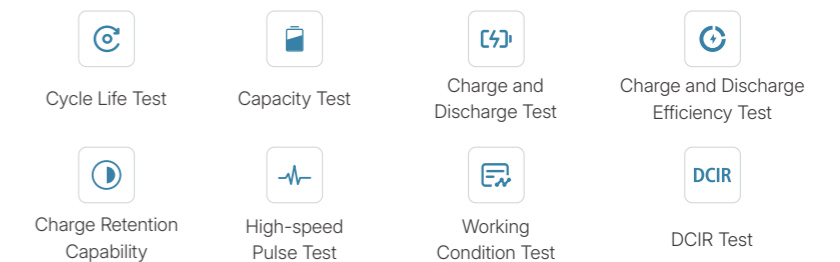 Cycle Life Test
Capacity Test
Charge and
Discharge Test
Charge and Discharge
Efficiency Test
Charge Retention
Capability
High-speed
Pulse Test
Working
Condition Test
DCIR
DCIR Test